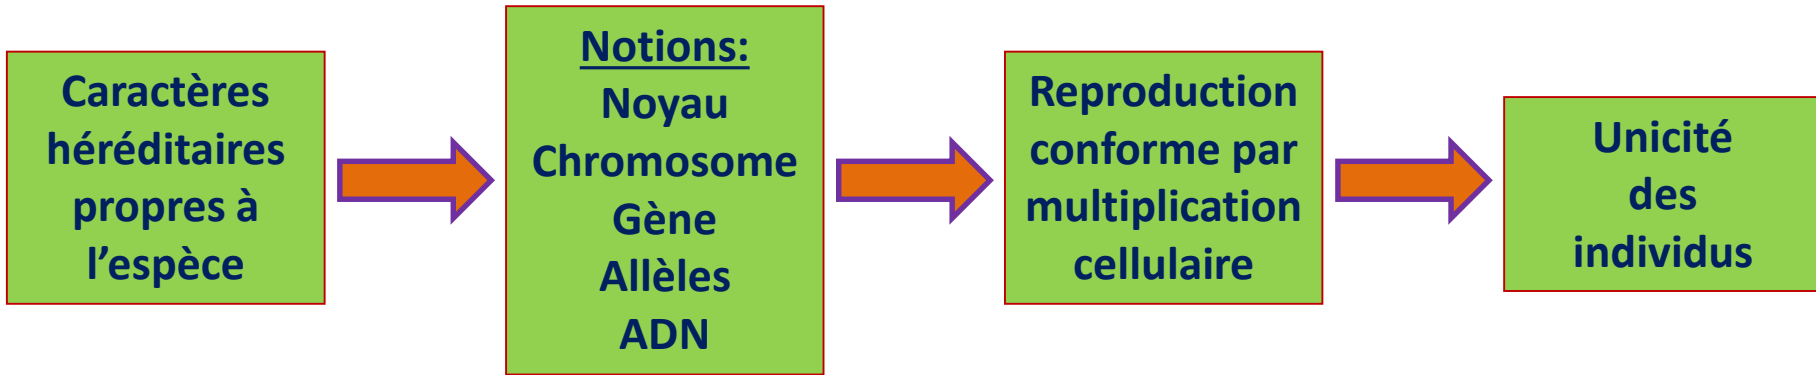 Caractères
héréditaires
propres à
l’espèce
Notions:
Noyau
Chromosome
Gène
Allèles
ADN
Reproduction
conforme par
multiplication
cellulaire
Unicité
des
individus